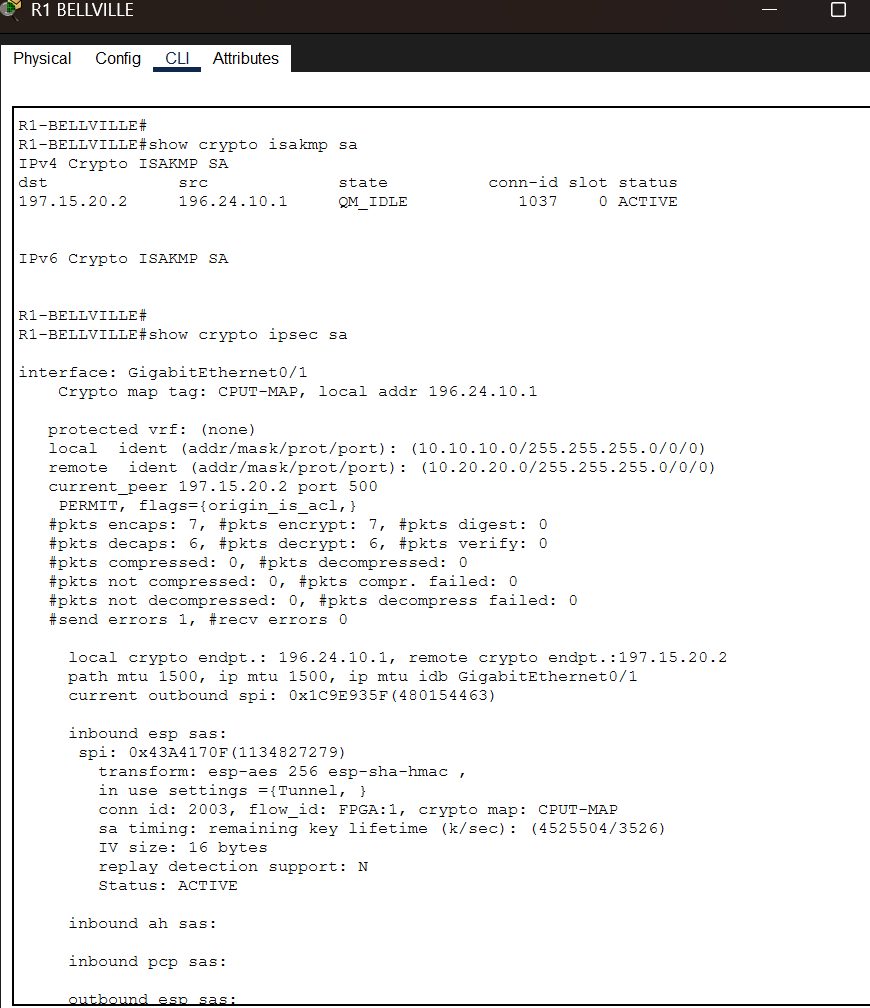 R1 BELLVILLE
Physical Config CLI Attributes
R1-BELLVILLE#
R1-BELLVILLE#show crypto isakmp sa
IPv4 Crypto ISAKMP SA
dst src state conn-id slot status
197.15.20.2 196.24.10.1 QM_IDLE 1037 0 ACTIVE
IPv6 Crypto ISAKMP SA
R1-BELLVILLE#
R1-BELLVILLE#show crypto ipsec sa
interface: GigabitEthernet0/1
Crypto map tag: CPUT-MAP, local addr 196.24.10.1
protected vrf: (none)
local ident (addr/mask/prot/port): (10.10.10.0/255.255.255.0/0/0)
remote ident (addr/mask/prot/port): (10.20.20.0/255.255.255.0/0/0)
current_peer 197.15.20.2 port 500
PERMIT, flags={origin_is_acl,}
#pkts encaps: 7, #pkts encrypt: 7, #pkts digest: 0
#pkts decaps: 6, #pkts decrypt: 6, #pkts verify: 0
#pkts compressed: 0, #pkts decompressed: 0
#pkts not compressed: 0, #pkts compr. failed: 0
#pkts not decompressed: 0, #pkts decompress failed: 0
#send errors 1, #recv errors 0
local crypto endpt.: 196.24.10.1, remote crypto endpt.:197.15.20.2
path mtu 1500, ip mtu 1500, ip mtu idb GigabitEthernet0/1
current outbound spi: 0x1C9E935F(480154463)
inbound esp sas:
spi: 0x43A4170F(1134827279)
transform: esp-aes 256 esp-sha-hmac ,
in use settings ={Tunnel, }
conn id: 2003, flow_id: FPGA:1, crypto map: CPUT-MAP
sa timing: remaining key lifetime (k/sec): (4525504/3526)
IV size: 16 bytes
replay detection support: N
Status: ACTIVE
inbound ah sas:
inbound pcp sas:
outbound esp sas: